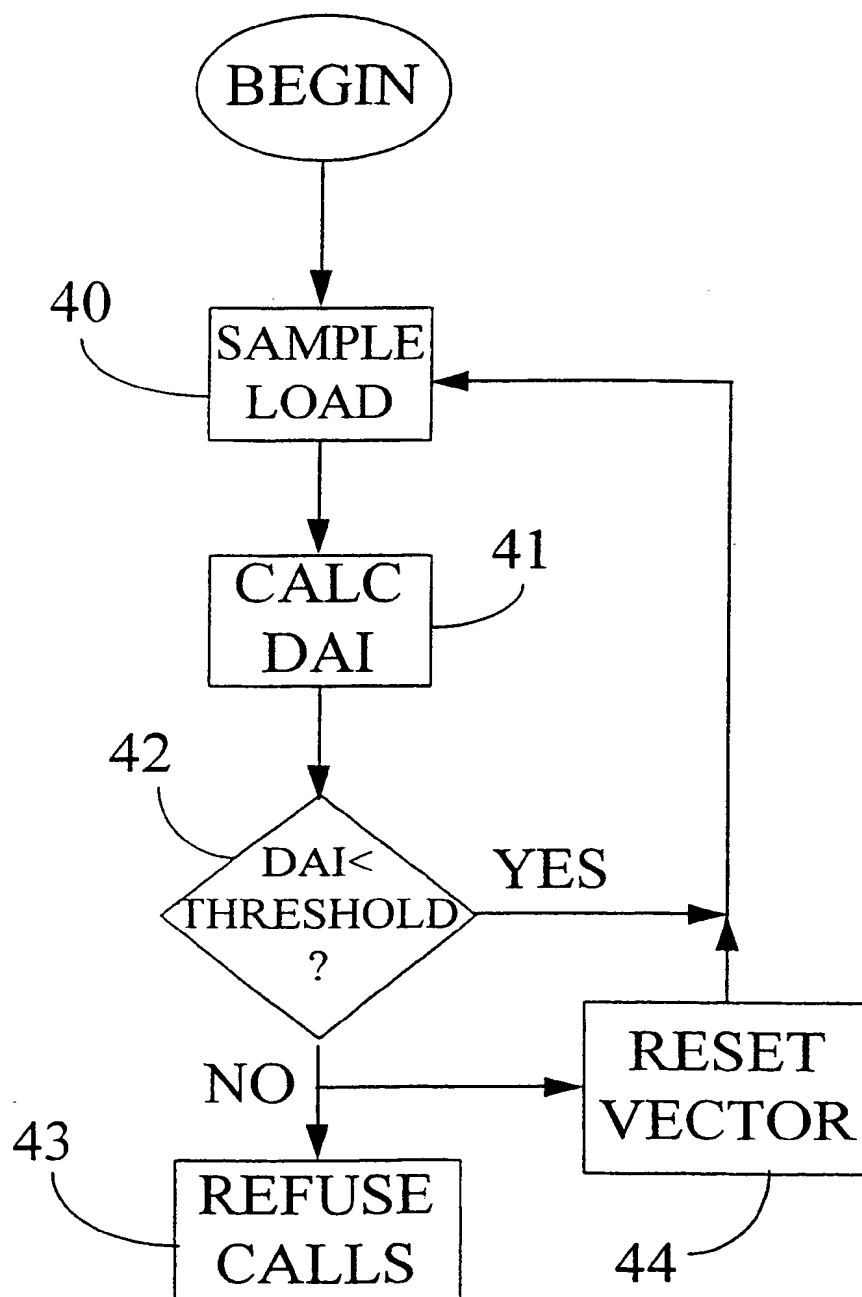 BEGIN
40
SAMPLE
LOAD
41
CALC
DAI
42
DAI<
THRESHOLD
?
YES
NO
RESET
VECTOR
43
REFUSE
CALLS
44